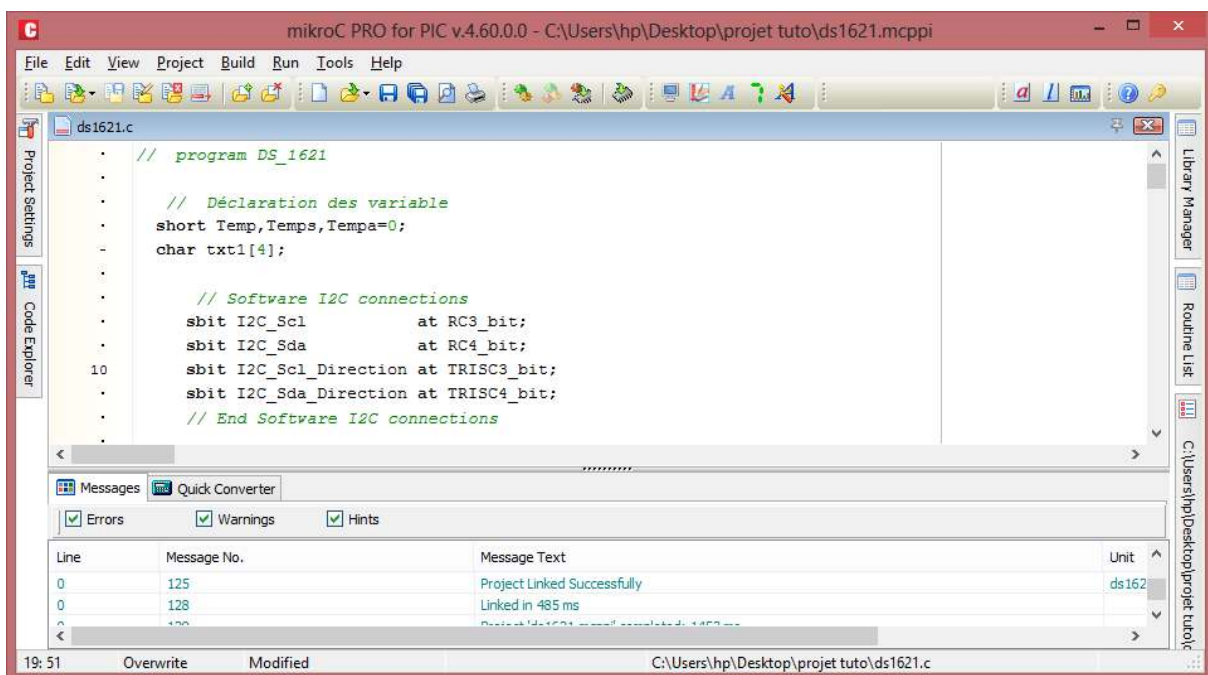 mikroC PRO for PIC v.4.60.0.0 - C:\Users\hp\Desktop\projet tuto\ds1621.mcppi
File Edit View Project Build Run Tools Help
ds1621.c
Project Settings
Code Explorer
// program DS_1621
// Déclaration des variable
short Temp,Temps,Tempa=0;
char txt1[4];
// Software I2C connections
sbit I2C_Scl at RC3_bit;
sbit I2C_Sda at RC4_bit;
10 sbit I2C_Scl_Direction at TRISC3_bit;
sbit I2C_Sda_Direction at TRISC4_bit;
// End Software I2C connections
Library Manager
Routine List
C:\Users\hp\Desktop\projet tuto\
Messages Quick Converter
Errors Warnings Hints
Line Message No. Message Text Unit
0 125 Project Linked Successfully ds162
0 128 Linked in 485 ms
19: 51 Overwrite Modified C:\Users\hp\Desktop\projet tuto\ds1621.c